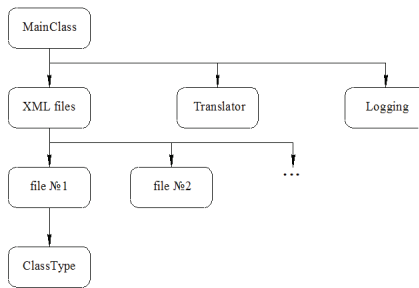 MainClass
XML files
Translator
Logging
file №1
file №2
...
ClassType